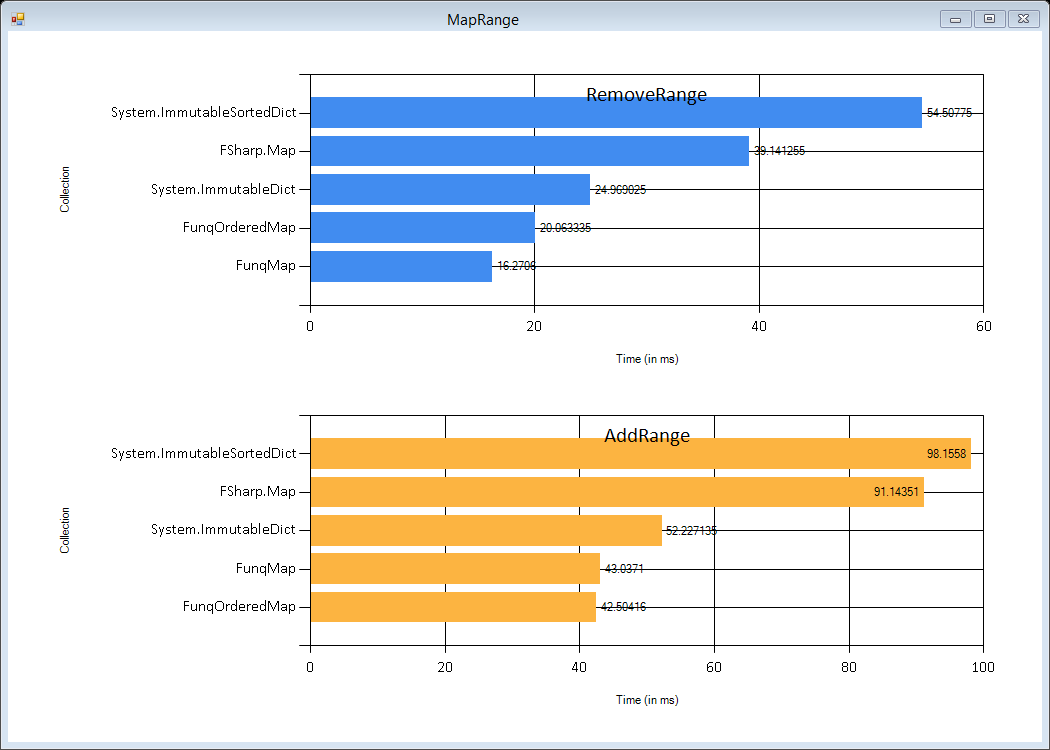 MapRange
RemoveRange
System.ImmutableSortedDict 54.50775
FSharp.Map 39.141255
System.ImmutableDict 24.969025
FunqOrderedMap 20.063335
FunqMap 16.2706
Collection
0 20 40 60
Time (in ms)
AddRange
System.ImmutableSortedDict 98.1558
FSharp.Map 91.14351
System.ImmutableDict 52.227135
FunqMap 43.0371
FunqOrderedMap 42.50416
Collection
0 20 40 60 80 100
Time (in ms)